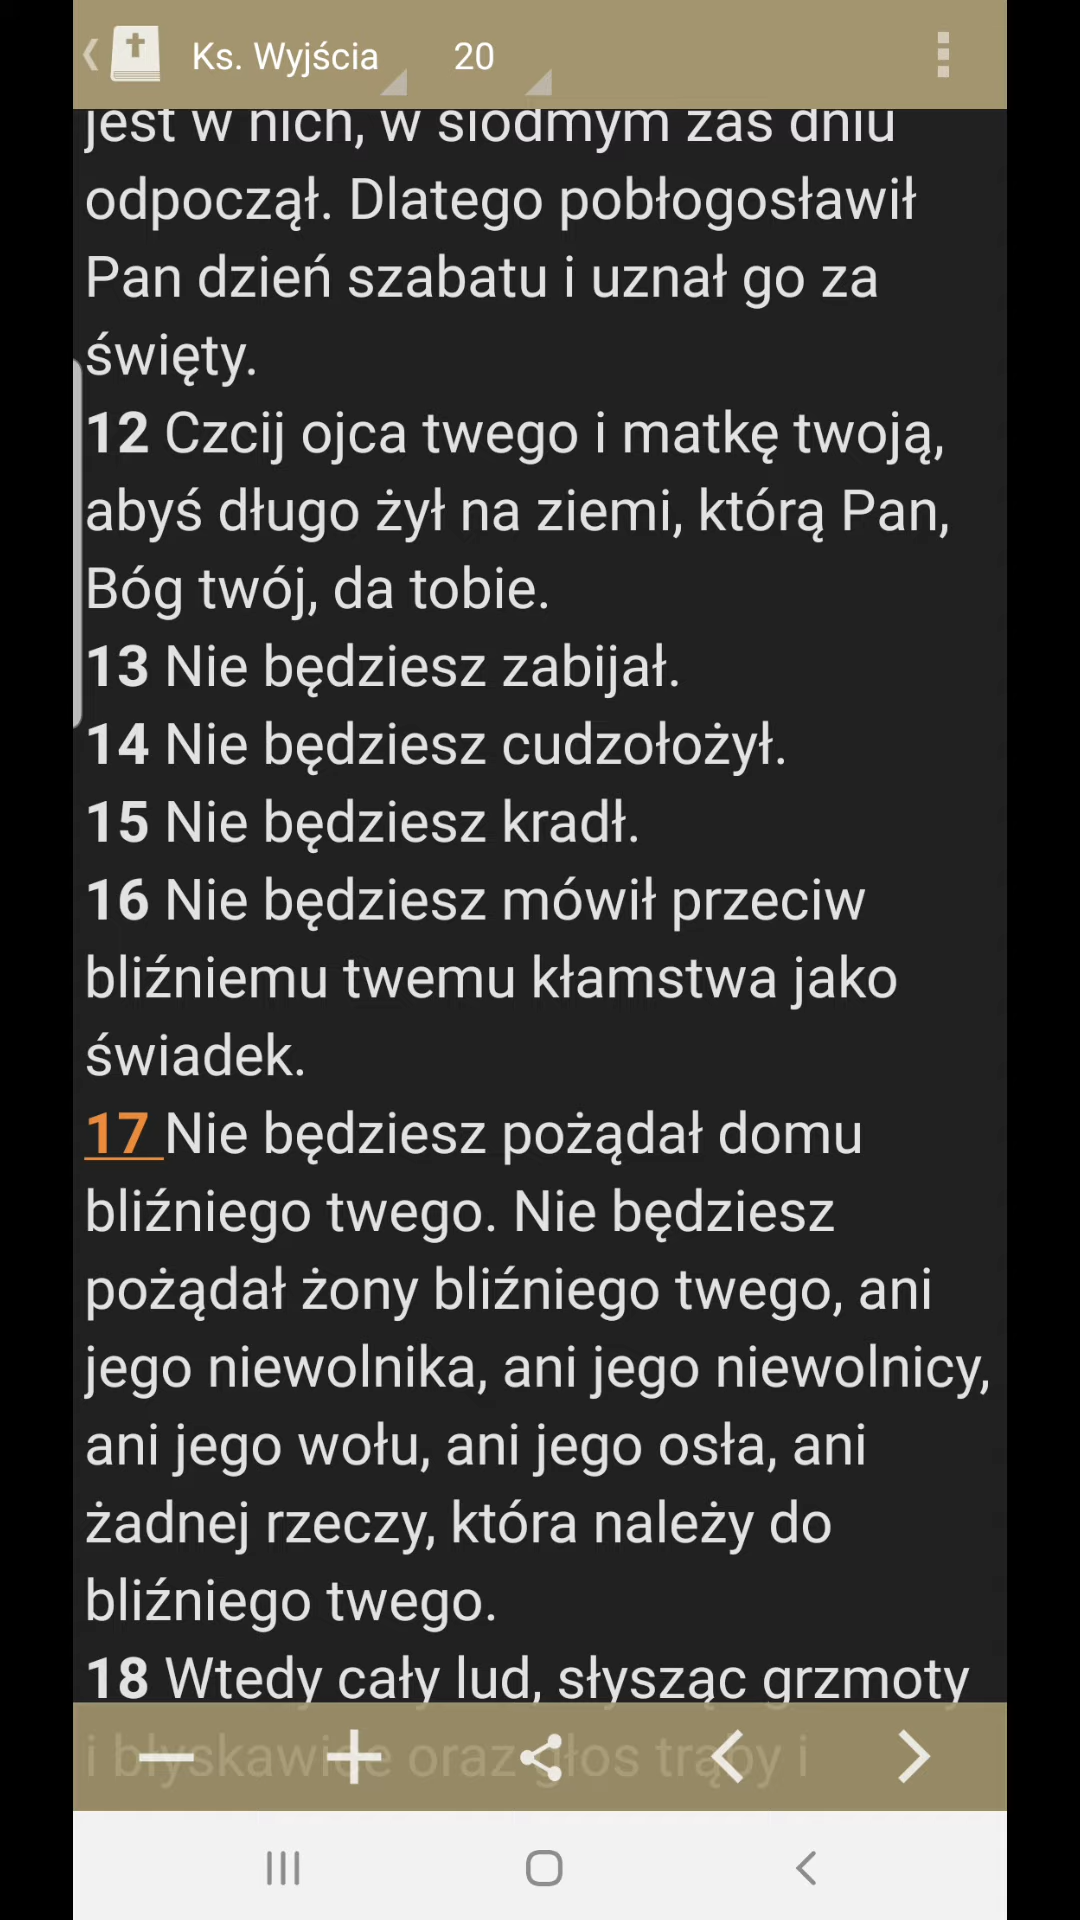 Ks. Wyjścia 20
jest w nich, w siódmym zaś dniu
odpoczął. Dlatego pobłogosławił
Pan dzień szabatu i uznał go za
święty.
12 Czcij ojca twego i matkę twoją,
abyś długo żył na ziemi, którą Pan,
Bóg twój, da tobie.
13 Nie będziesz zabijał.
14 Nie będziesz cudzołożył.
15 Nie będziesz kradł.
16 Nie będziesz mówił przeciw
bliźniemu twemu kłamstwa jako
świadek.
17 Nie będziesz pożądał domu
bliźniego twego. Nie będziesz
pożądał żony bliźniego twego, ani
jego niewolnika, ani jego niewolnicy,
ani jego wołu, ani jego osła, ani
żadnej rzeczy, która należy do
bliźniego twego.
18 Wtedy cały lud, słysząc grzmoty
i błyskawice oraz głos trąby i